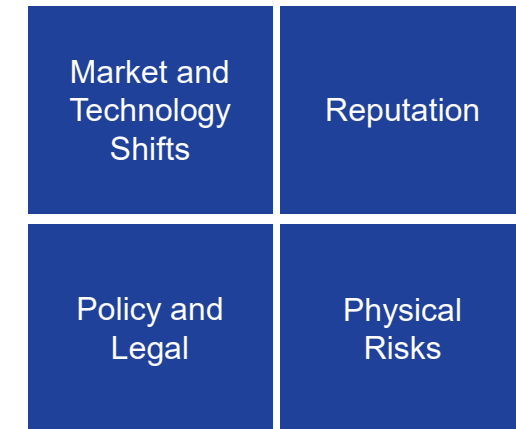 Market and
Technology
Shifts
Reputation
Policy and
Legal
Physical
Risks